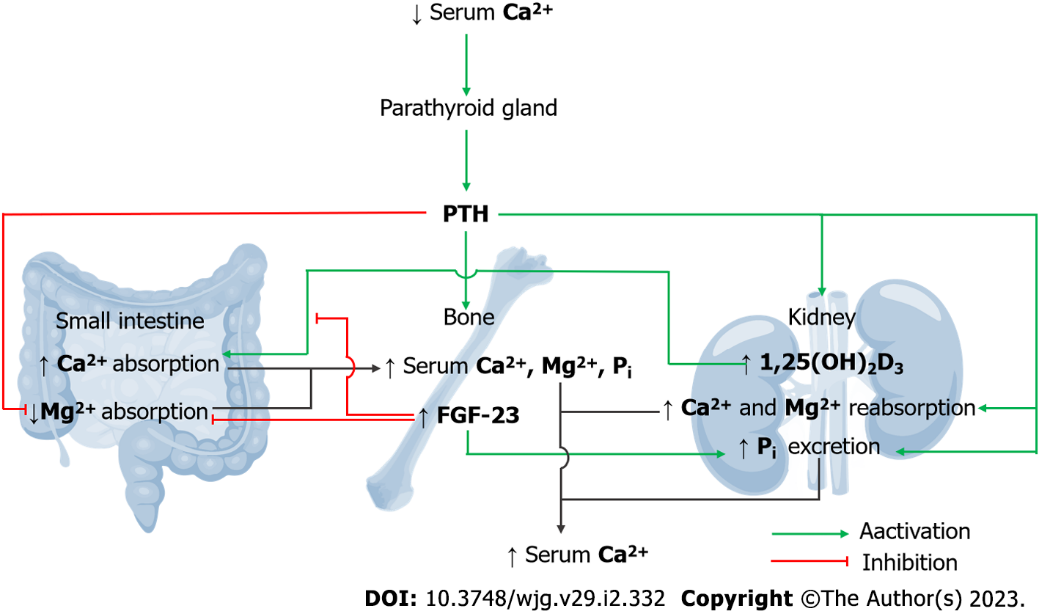 ↓ Serum Ca²⁺
Parathyroid gland
PTH
Small intestine
↑ Ca²⁺ absorption
↓Mg²⁺ absorption
Bone
↑ Serum Ca²⁺, Mg²⁺, Pᵢ
↑ FGF-23
Kidney
↑ 1,25(OH)₂D₃
↑ Ca²⁺ and Mg²⁺ reabsorption
↑ Pᵢ excretion
↑ Serum Ca²⁺
Aactivation
Inhibition
DOI: 10.3748/wjg.v29.i2.332 Copyright ©The Author(s) 2023.